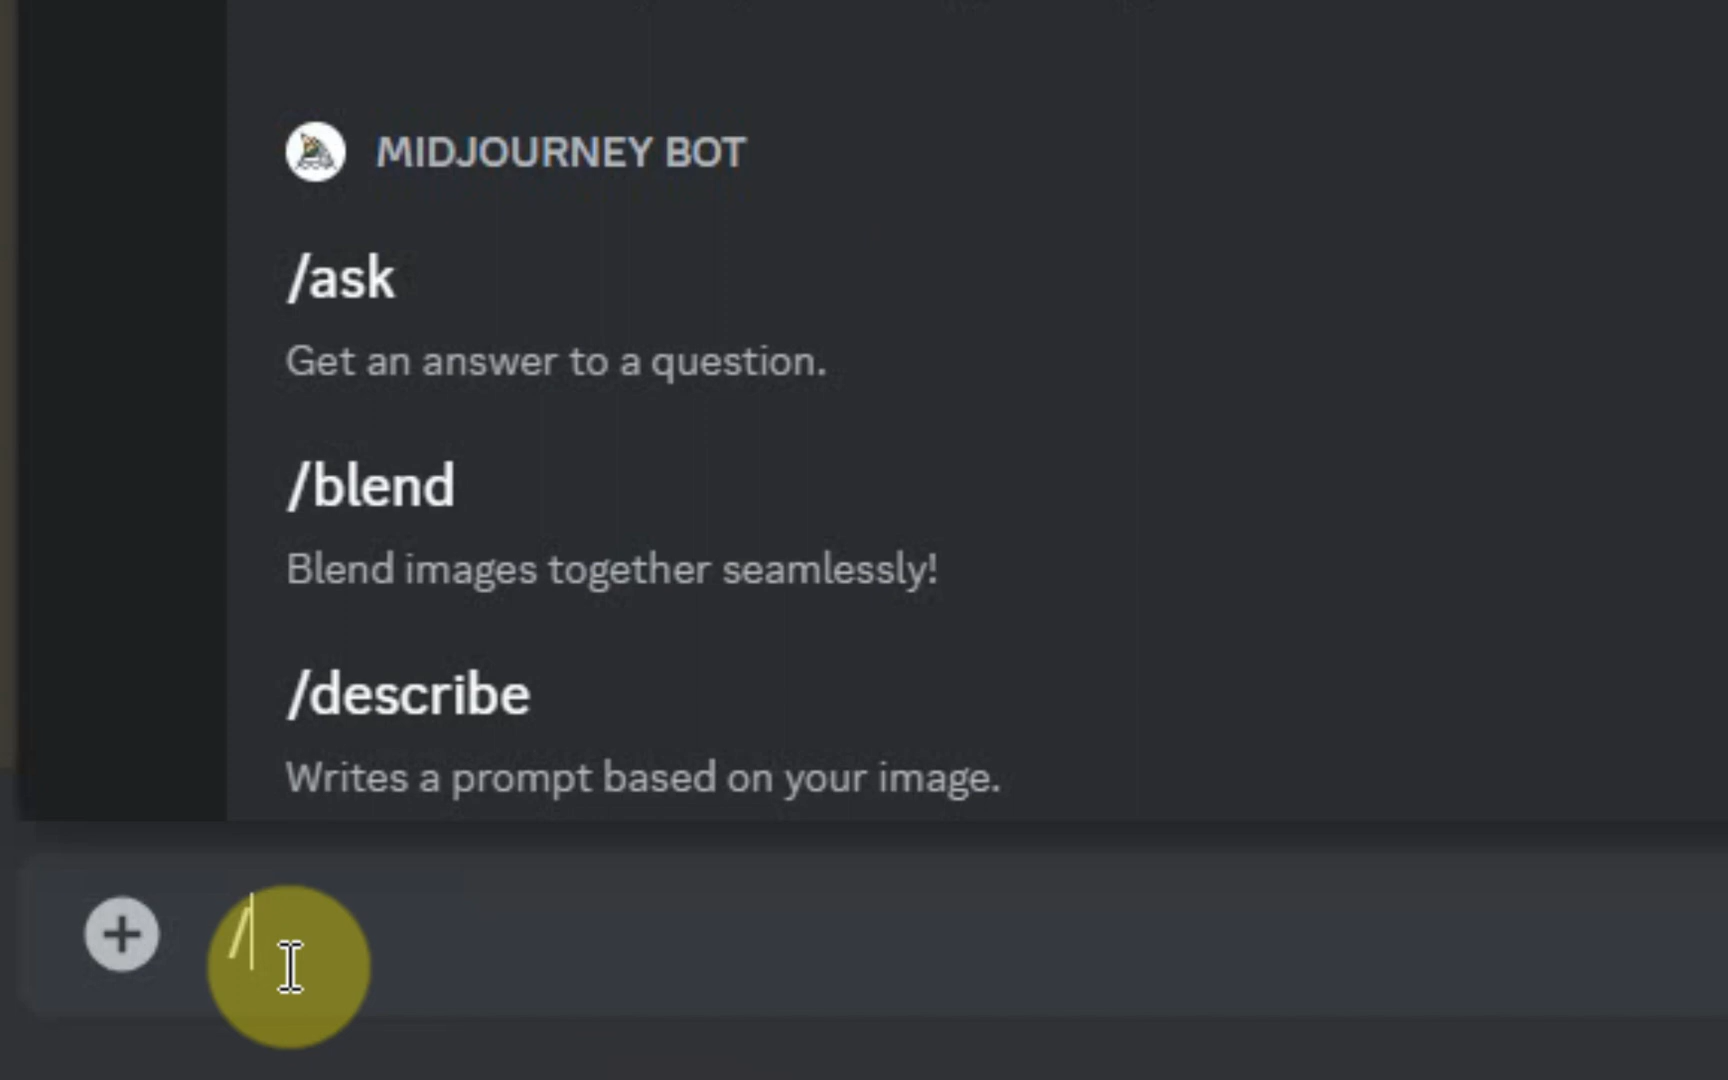 MIDJOURNEY BOT
/ask
Get an answer to a question.
/blend
Blend images together seamlessly!
/describe
Writes a prompt based on your image.
/